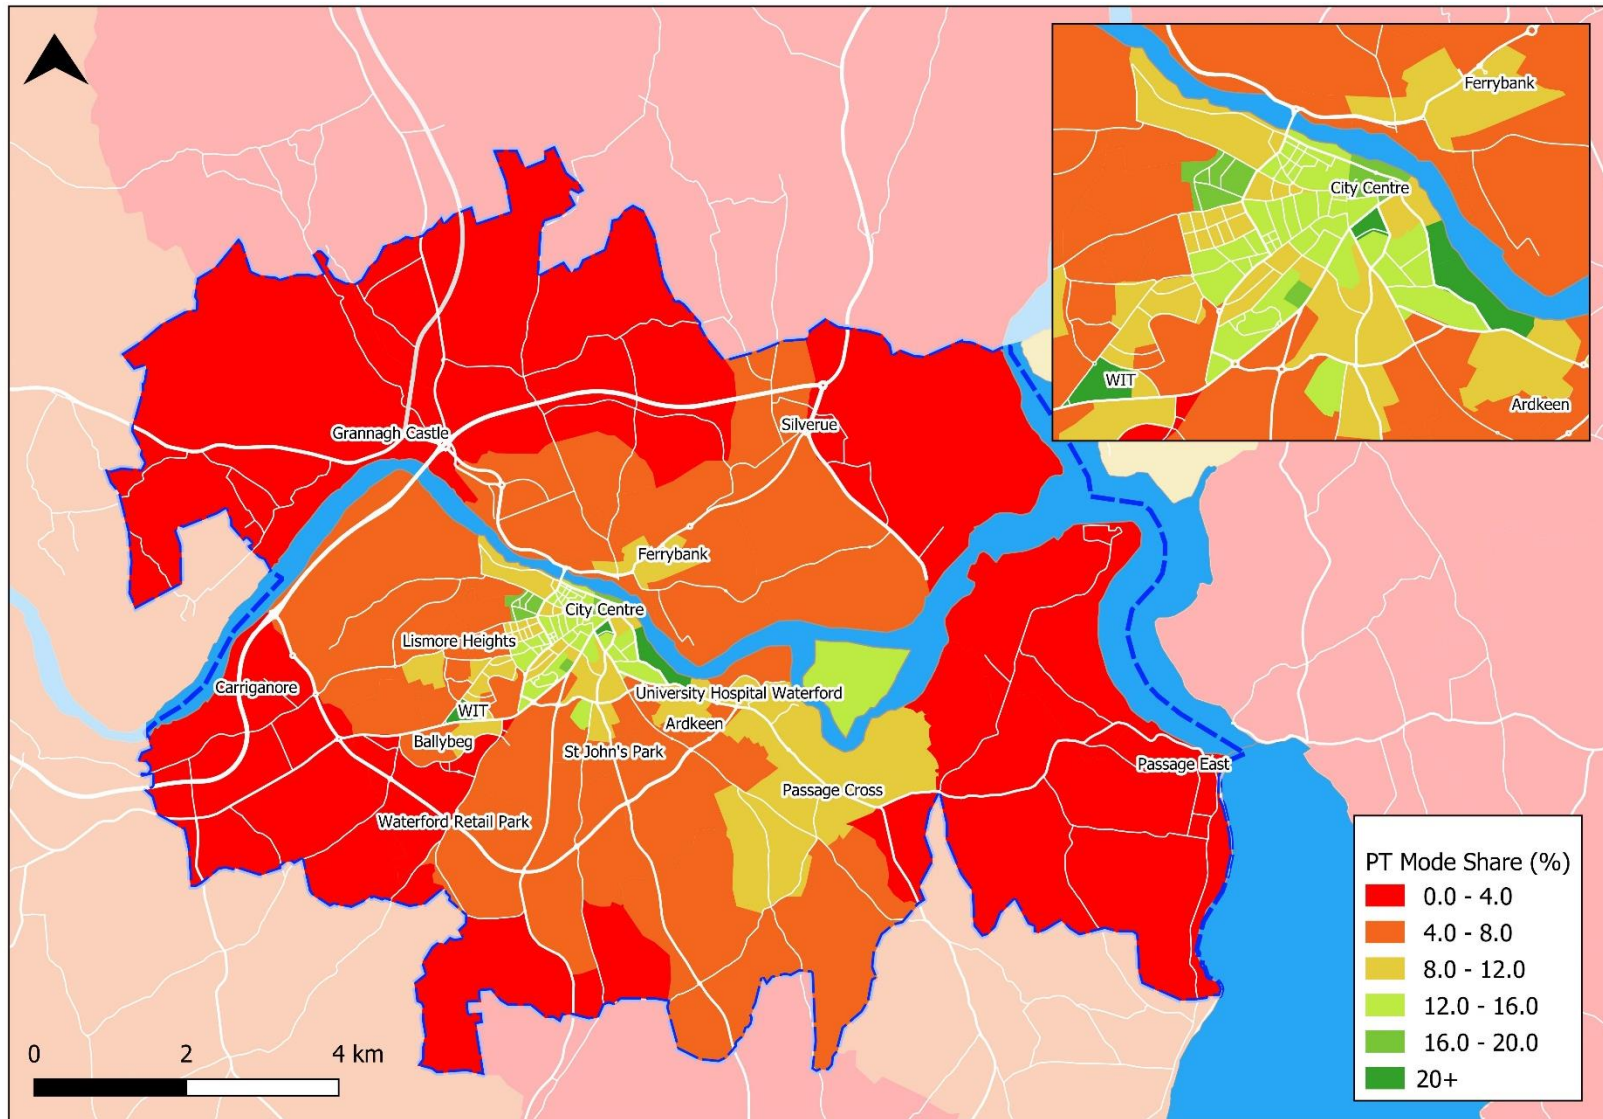 Ferrybank
City Centre
WIT
Ardkeen
Grannagh Castle
Silverue
Ferrybank
City Centre
Lismore Heights
Carriganore
University Hospital Waterford
WIT
Ardkeen
Ballybeg
St John's Park
Passage East
Passage Cross
Waterford Retail Park
PT Mode Share (%)
0.0 - 4.0
4.0 - 8.0
8.0 - 12.0
12.0 - 16.0
16.0 - 20.0
20+
0 2 4 km